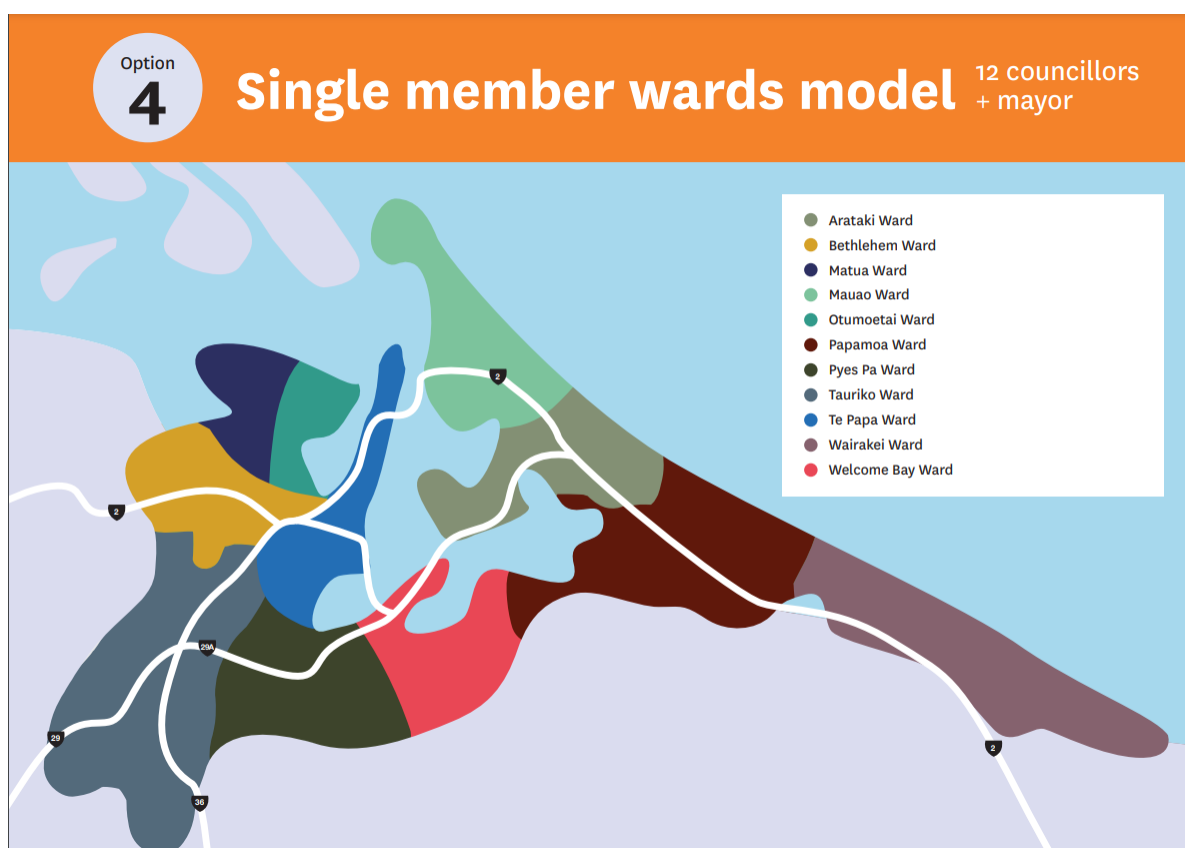 Option
4
Single member wards model
12 councillors
+ mayor
Arataki Ward
Bethlehem Ward
Matua Ward
Mauao Ward
Otumoetai Ward
Papamoa Ward
Pyes Pa Ward
Tauriko Ward
Te Papa Ward
Wairakei Ward
Welcome Bay Ward
2
2
29A
29
2
36